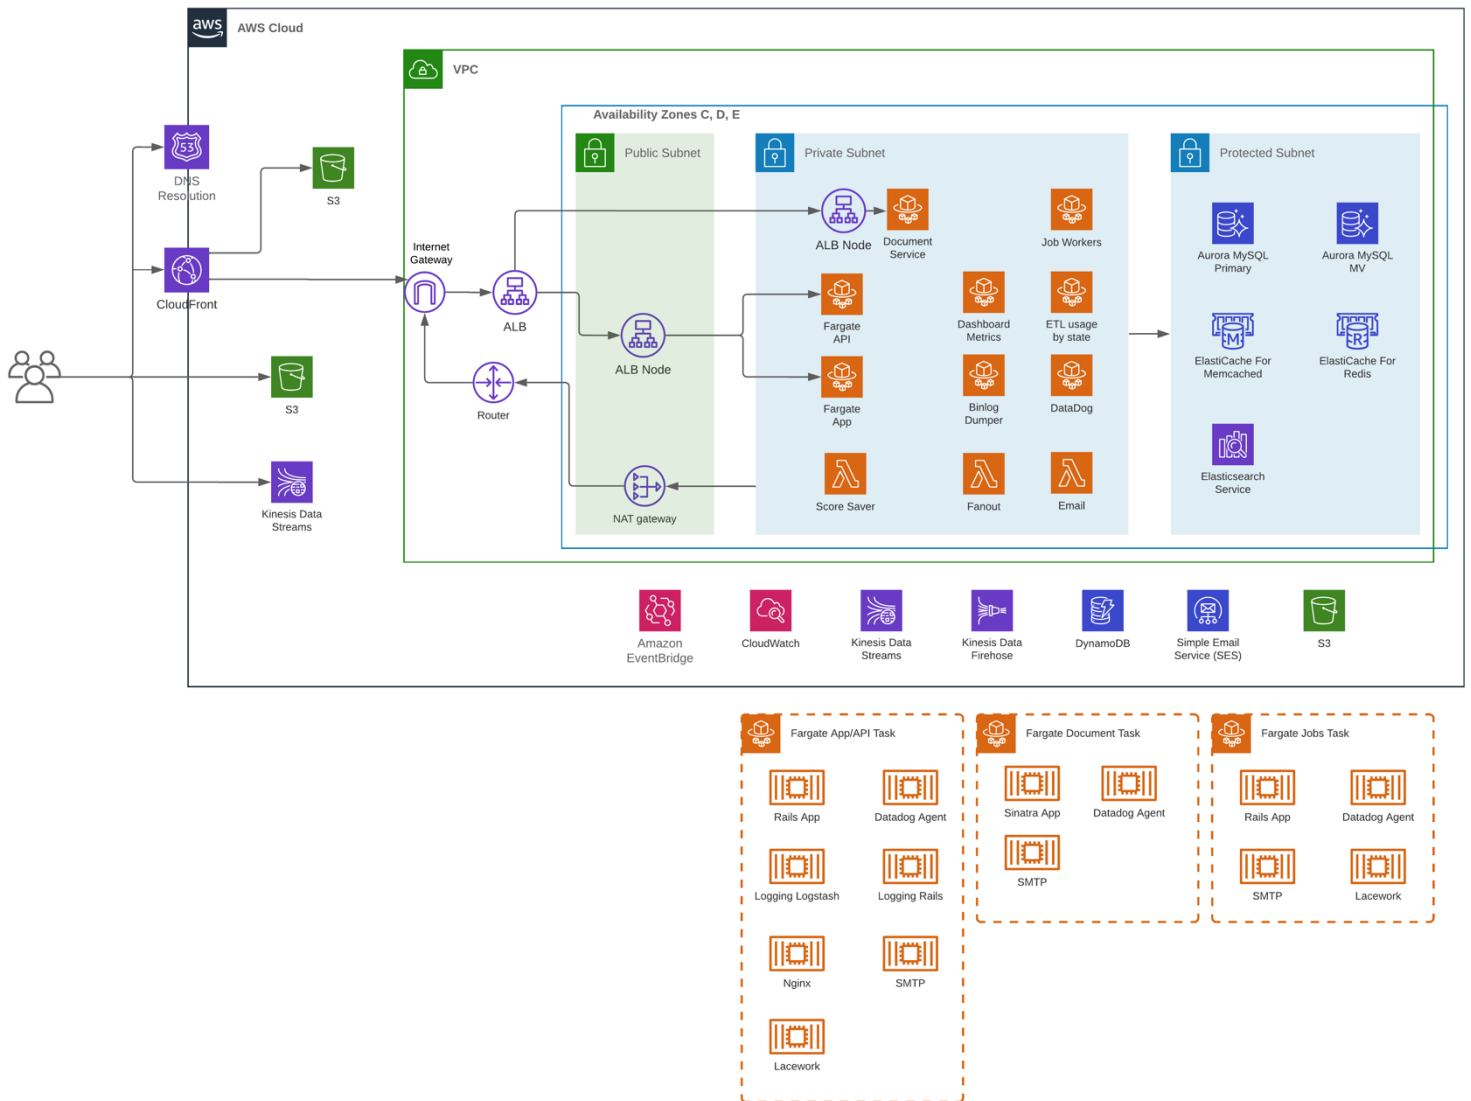 aws
AWS Cloud
VPC
Availability Zones C, D, E
Public Subnet
Private Subnet
Protected Subnet
53
DNS
Resolution
S3
CloudFront
Internet
Gateway
ALB
Router
S3
Kinesis Data
Streams
ALB Node
NAT gateway
ALB Node
Document
Service
Job Workers
Fargate
API
Dashboard
Metrics
ETL usage
by state
Fargate
App
Binlog
Dumper
DataDog
Score Saver
Fanout
Email
Aurora MySQL
Primary
Aurora MySQL
MV
M
ElastiCache For
Memcached
R
ElastiCache For
Redis
Elasticsearch
Service
Amazon
EventBridge
CloudWatch
Kinesis Data
Streams
Kinesis Data
Firehose
DynamoDB
Simple Email
Service (SES)
S3
Fargate App/API Task
Rails App
Datadog Agent
Logging Logstash
Logging Rails
Nginx
SMTP
Lacework
Fargate Document Task
Sinatra App
Datadog Agent
SMTP
Fargate Jobs Task
Rails App
Datadog Agent
SMTP
Lacework